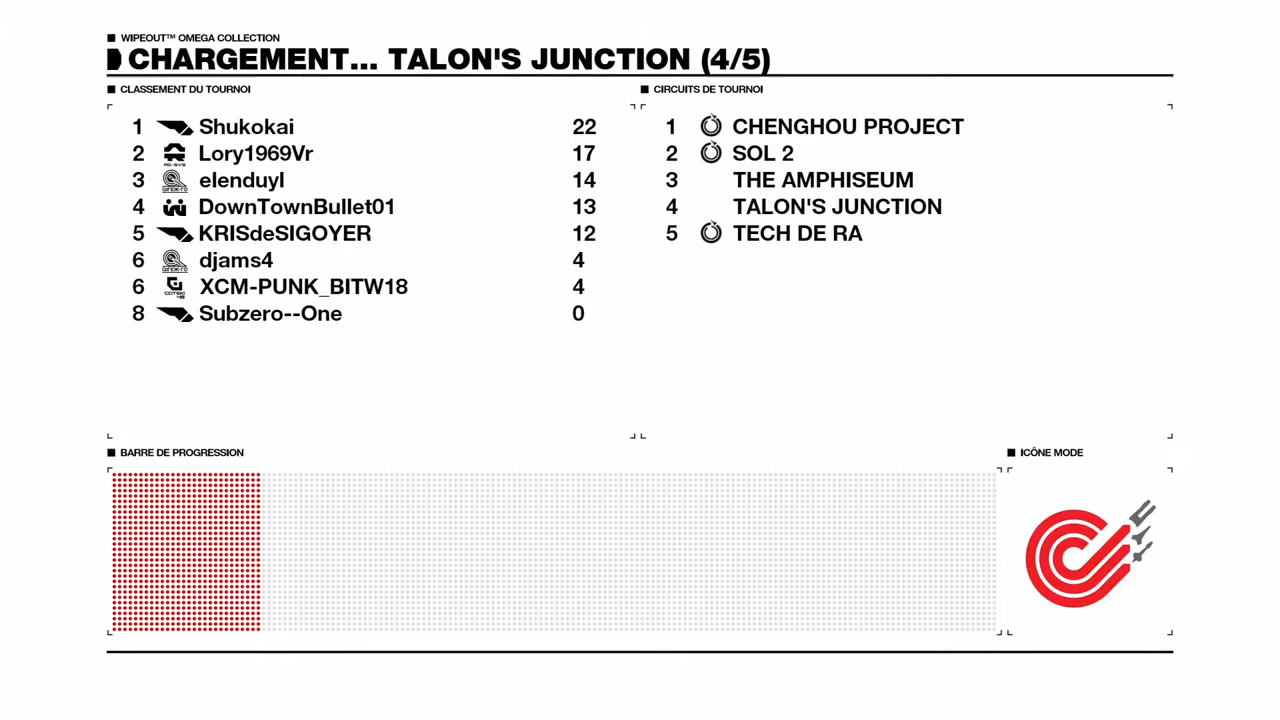 WIPEOUT™ OMEGA COLLECTION
CHARGEMENT... TALON'S JUNCTION (4/5)
CLASSEMENT DU TOURNOI
1 Shukokai 22
2 AG-SYS Lory1969Vr 17
3 elenduyl 14
4 DownTownBullet01 13
5 KRISdeSIGOYER 12
6 djams4 4
6 XCM-PUNK_BITW18 4
8 Subzero--One 0
CIRCUITS DE TOURNOI
1 CHENGHOU PROJECT
2 SOL 2
3 THE AMPHISEUM
4 TALON'S JUNCTION
5 TECH DE RA
BARRE DE PROGRESSION
ICÔNE MODE